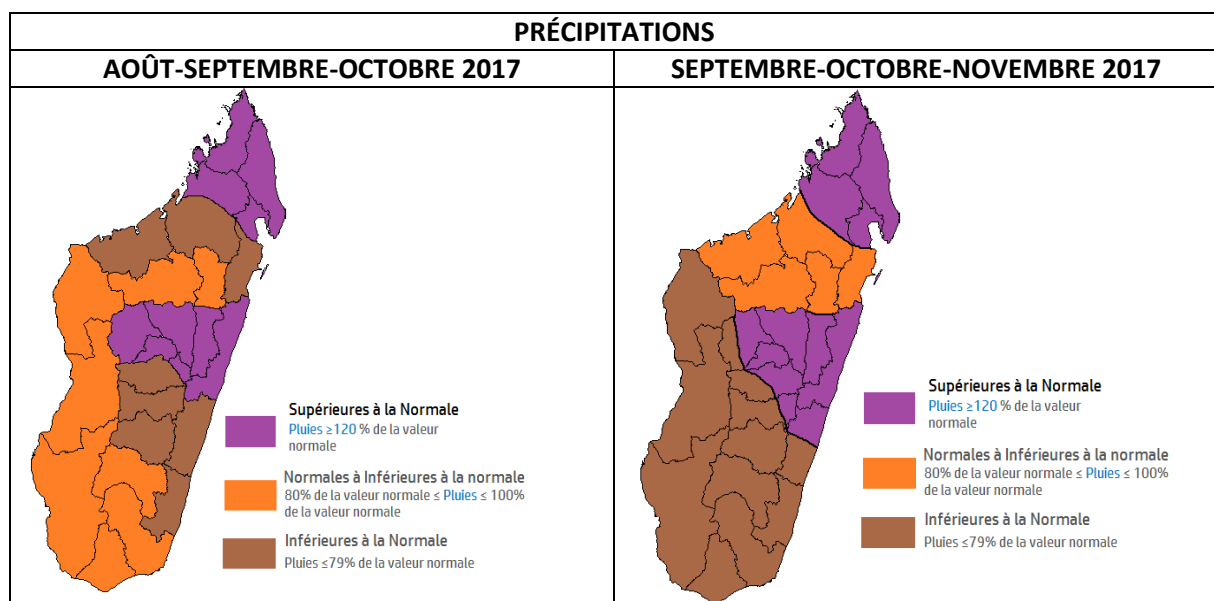 PRÉCIPITATIONS
AOÛT-SEPTEMBRE-OCTOBRE 2017
SEPTEMBRE-OCTOBRE-NOVEMBRE 2017
Supérieures à la Normale
Pluies ≥120 % de la valeur
normale
Normales à Inférieures à la normale
80% de la valeur normale ≤ Pluies ≤ 100%
de la valeur normale
Inférieures à la Normale
Pluies ≤79% de la valeur normale
Supérieures à la Normale
Pluies ≥120 % de la valeur
normale
Normales à Inférieures à la normale
80% de la valeur normale ≤ Pluies ≤ 100%
de la valeur normale
Inférieures à la Normale
Pluies ≤79% de la valeur normale